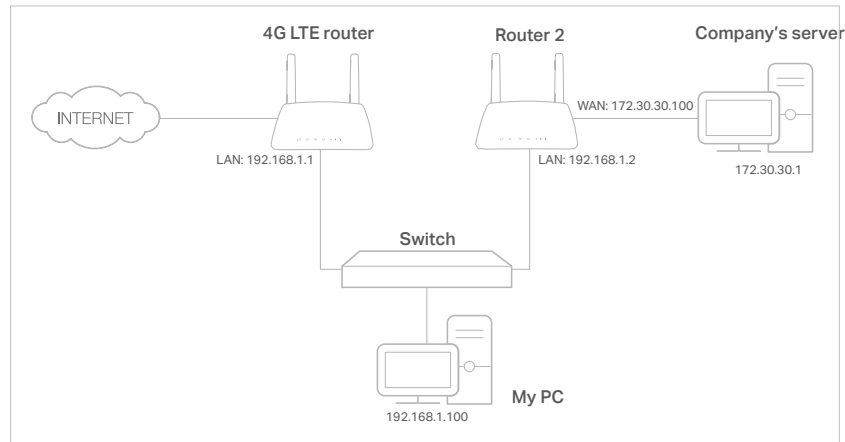 4G LTE router
Router 2
Company's server
INTERNET
WAN: 172.30.30.100
LAN: 192.168.1.1
LAN: 192.168.1.2
172.30.30.1
Switch
My PC
192.168.1.100